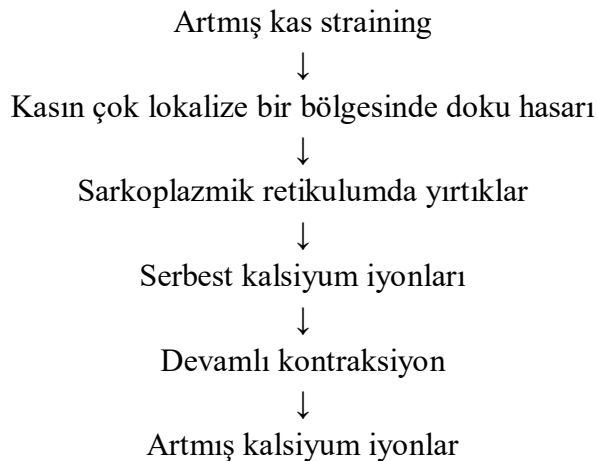 Artmış kas straining
↓
Kasın çok lokalize bir bölgesinde doku hasarı
↓
Sarkoplazmik retikulumda yırtıklar
↓
Serbest kalsiyum iyonları
↓
Devamlı kontraksiyon
↓
Artmış kalsiyum iyonlar